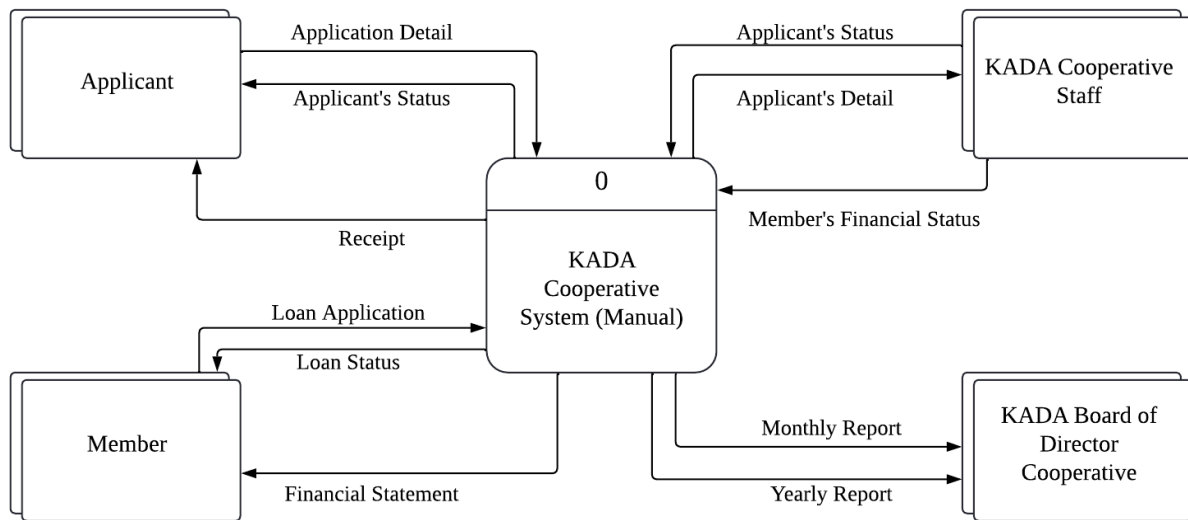 Application Detail
Applicant's Status
Applicant
KADA Cooperative
Staff
Applicant's Status
Applicant's Detail
0
Member's Financial Status
Receipt
KADA
Cooperative
System (Manual)
Loan Application
Loan Status
Member
Monthly Report
KADA Board of
Director
Cooperative
Financial Statement
Yearly Report